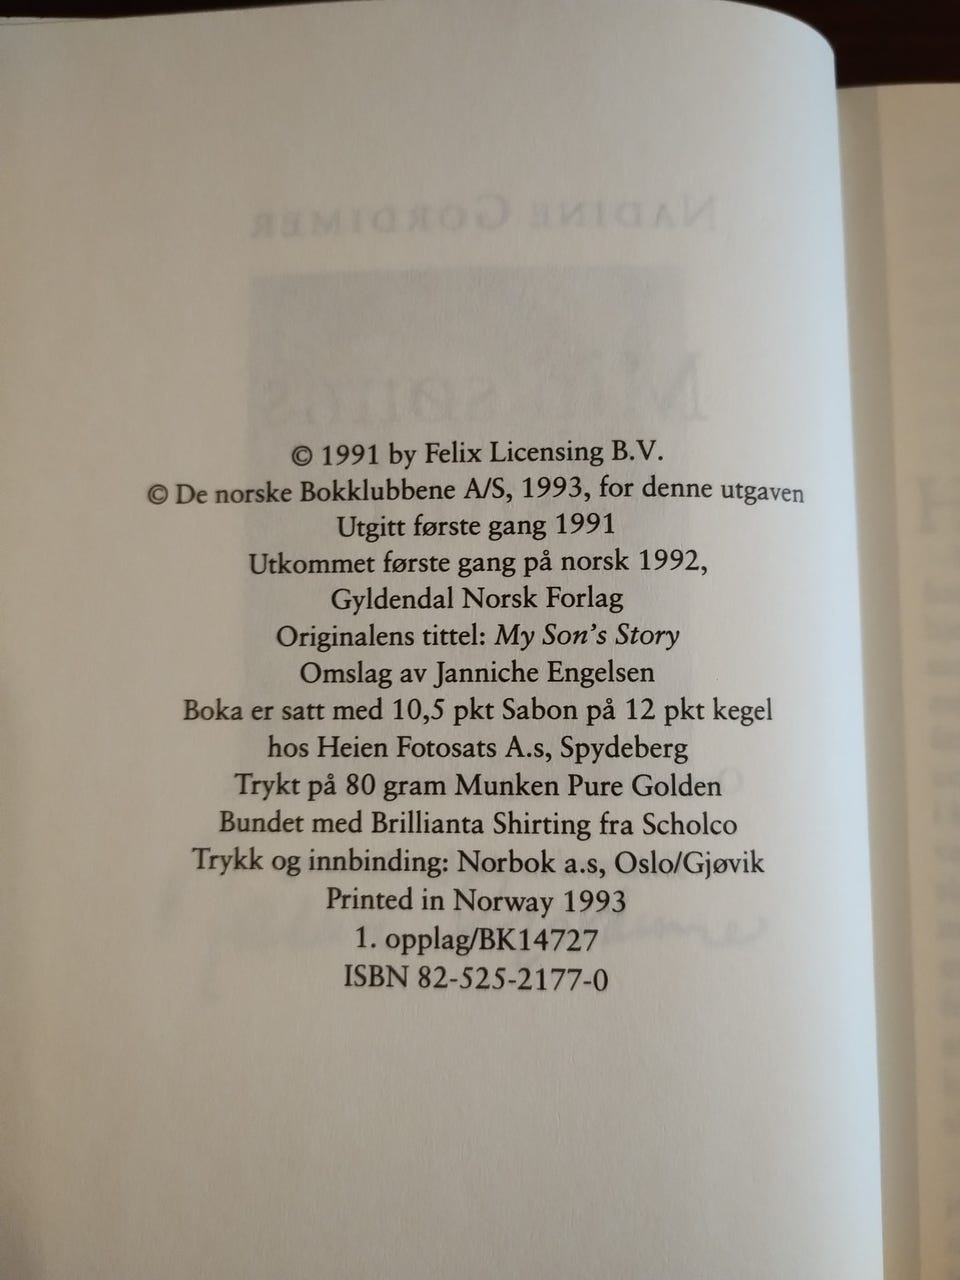 NADINE GORDIMER
© 1991 by Felix Licensing B.V.
© De norske Bokklubbene A/S, 1993, for denne utgaven
Utgitt første gang 1991
Utkommet første gang på norsk 1992,
Gyldendal Norsk Forlag
Originalens tittel: My Son's Story
Omslag av Janniche Engelsen
Boka er satt med 10,5 pkt Sabon på 12 pkt kegel
hos Heien Fotosats A.s, Spydeberg
Trykt på 80 gram Munken Pure Golden
Bundet med Brillianta Shirting fra Scholco
Trykk og innbinding: Norbok a.s, Oslo/Gjøvik
Printed in Norway 1993
1. opplag/BK14727
ISBN 82-525-2177-0